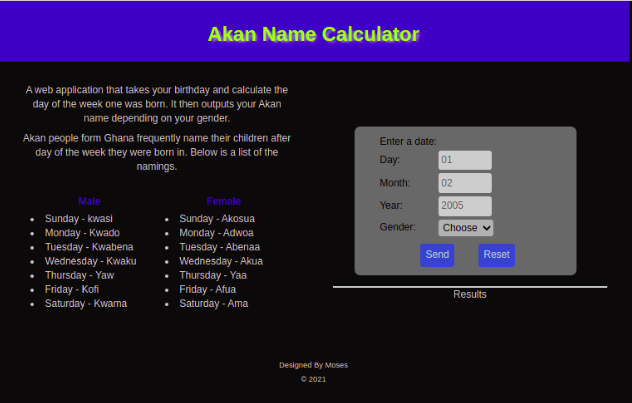 Akan Name Calculator
A web application that takes your birthday and calculate the
day of the week one was born. It then outputs your Akan
name depending on your gender.
Akan people form Ghana frequently name their children after
day of the week they were born in. Below is a list of the
namings.
Male
Sunday - kwasi
Monday - Kwado
Tuesday - Kwabena
Wednesday - Kwaku
Thursday - Yaw
Friday - Kofi
Saturday - Kwama
Female
Sunday - Akosua
Monday - Adwoa
Tuesday - Abenaa
Wednesday - Akua
Thursday - Yaa
Friday - Afua
Saturday - Ama
Enter a date:
Day: 01
Month: 02
Year: 2005
Gender: Choose
Send Reset
Results
Designed By Moses
© 2021